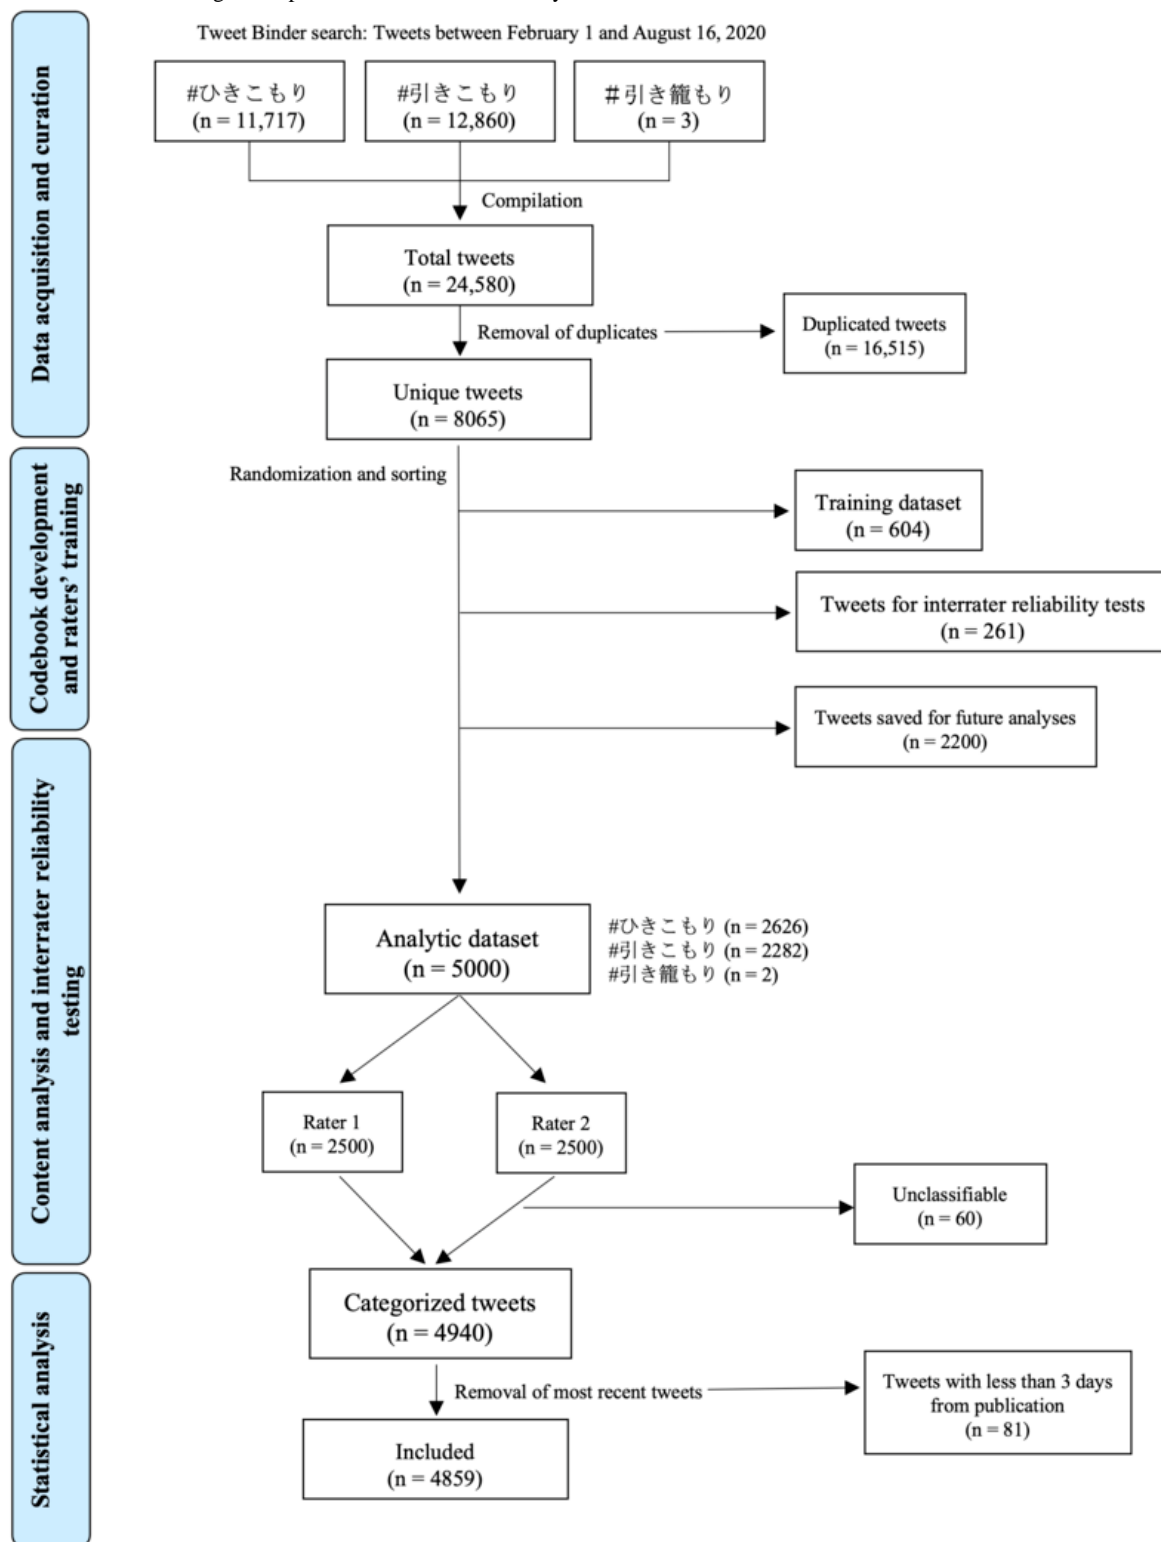 Tweet Binder search: Tweets between February 1 and August 16, 2020
#ひきこもり
(n = 11,717)
#引きこもり
(n = 12,860)
#引き籠もり
(n = 3)
Compilation
Total tweets
(n = 24,580)
Removal of duplicates
Duplicated tweets
(n = 16,515)
Unique tweets
(n = 8065)
Data acquisition and curation
Randomization and sorting
Training dataset
(n = 604)
Tweets for interrater reliability tests
(n = 261)
Tweets saved for future analyses
(n = 2200)
Codebook development
and raters’ training
Analytic dataset
(n = 5000)
#ひきこもり (n = 2626)
#引きこもり (n = 2282)
#引き籠もり (n = 2)
Rater 1
(n = 2500)
Rater 2
(n = 2500)
Unclassifiable
(n = 60)
Content analysis and interrater reliability
testing
Categorized tweets
(n = 4940)
Removal of most recent tweets
Tweets with less than 3 days
from publication
(n = 81)
Included
(n = 4859)
Statistical analysis